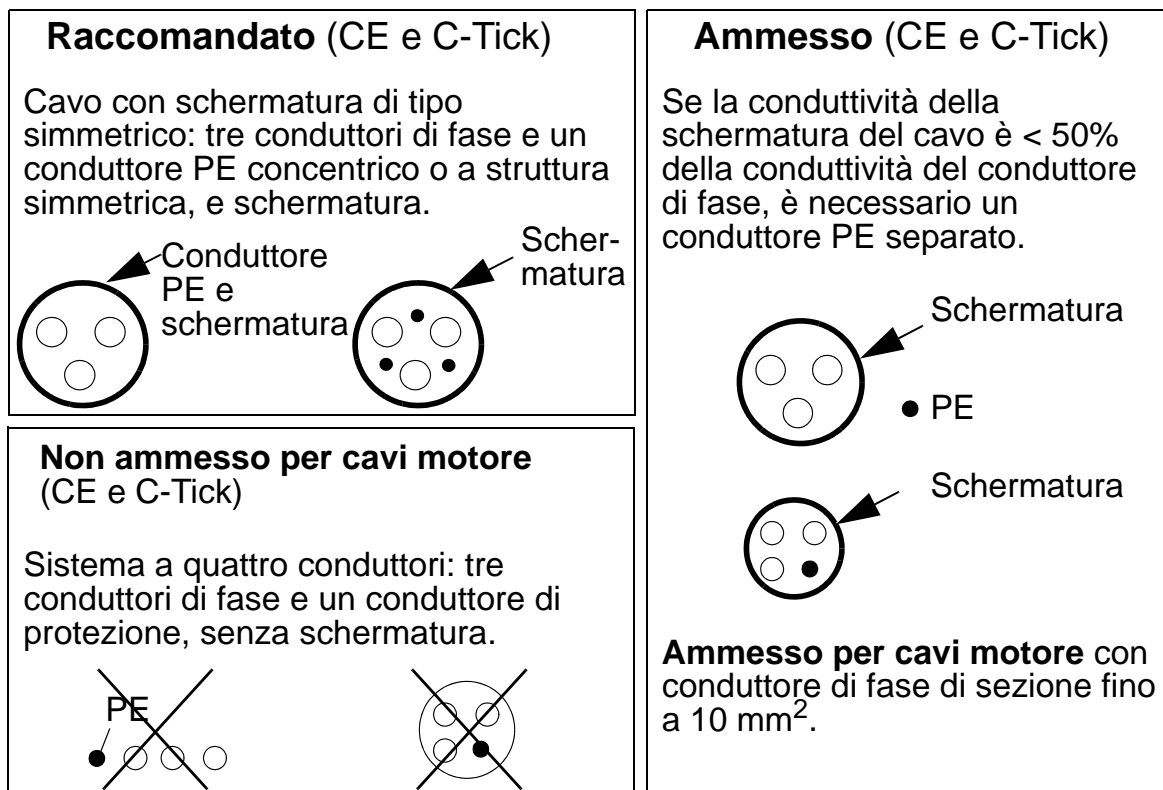 Raccomandato (CE e C-Tick)
Cavo con schermatura di tipo
simmetrico: tre conduttori di fase e un
conduttore PE concentrico o a struttura
simmetrica, e schermatura.
Conduttore
PE e
schermatura
Scher-
matura
Non ammesso per cavi motore
(CE e C-Tick)
Sistema a quattro conduttori: tre
conduttori di fase e un conduttore di
protezione, senza schermatura.
PE
Ammesso (CE e C-Tick)
Se la conduttività della
schermatura del cavo è < 50%
della conduttività del conduttore
di fase, è necessario un
conduttore PE separato.
Schermatura
PE
Schermatura
Ammesso per cavi motore con
conduttore di fase di sezione fino
a 10 mm².